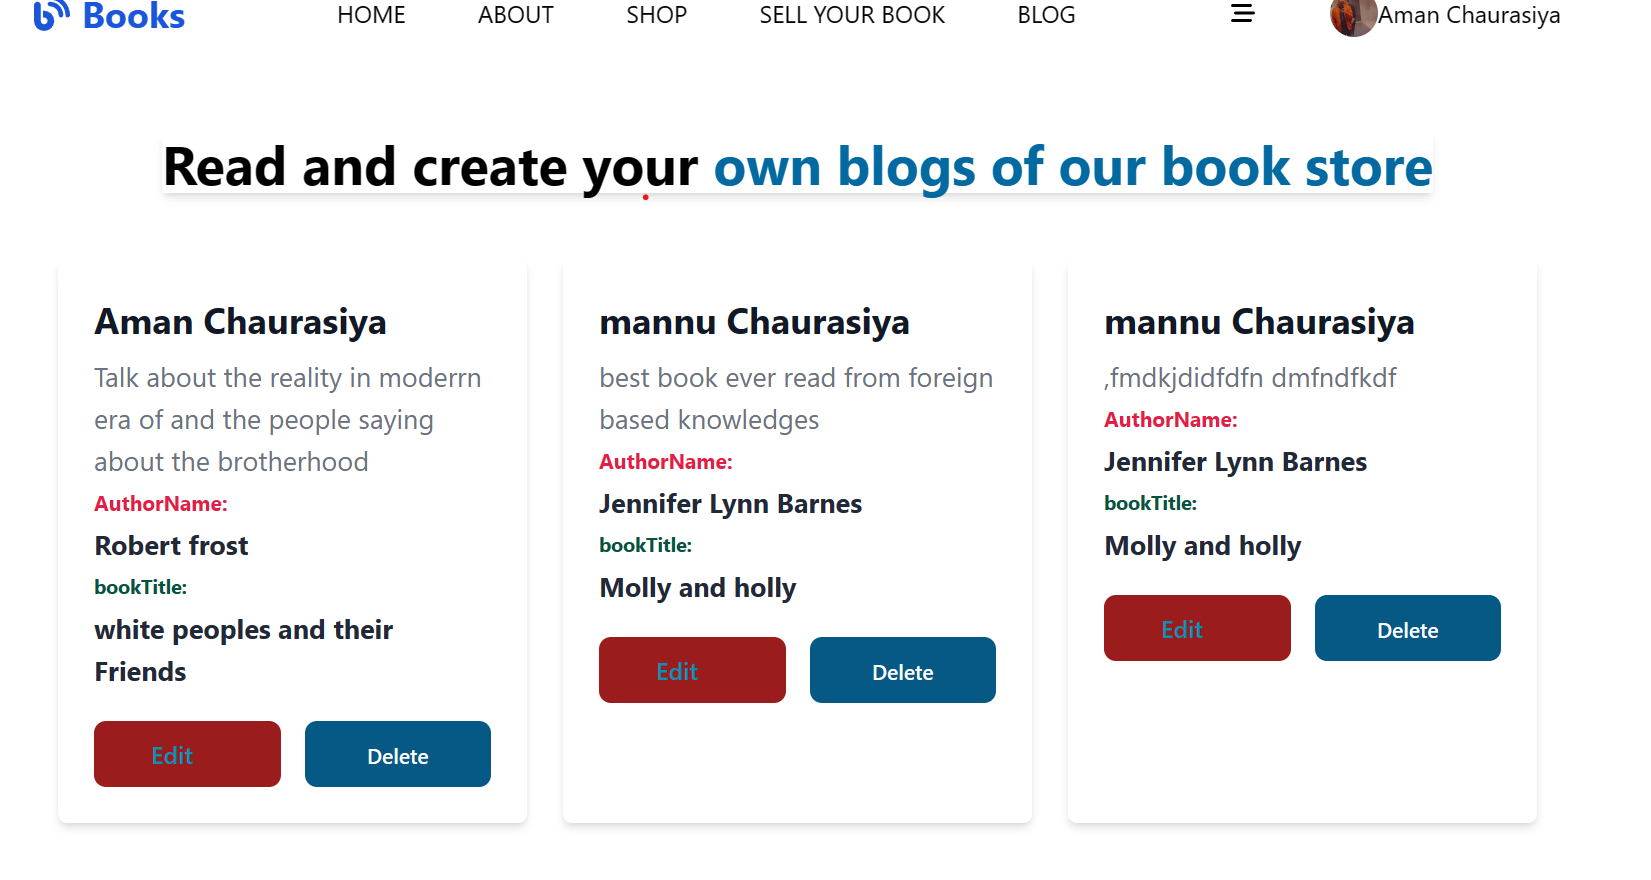 Books
HOME ABOUT SHOP SELL YOUR BOOK BLOG
Aman Chaurasiya
Read and create your own blogs of our book store
Aman Chaurasiya
Talk about the reality in moderrn
era of and the people saying
about the brotherhood
AuthorName:
Robert frost
bookTitle:
white peoples and their
Friends
Edit Delete
mannu Chaurasiya
best book ever read from foreign
based knowledges
AuthorName:
Jennifer Lynn Barnes
bookTitle:
Molly and holly
Edit Delete
mannu Chaurasiya
,fmdkjdidfdfn dmfndfkdf
AuthorName:
Jennifer Lynn Barnes
bookTitle:
Molly and holly
Edit Delete